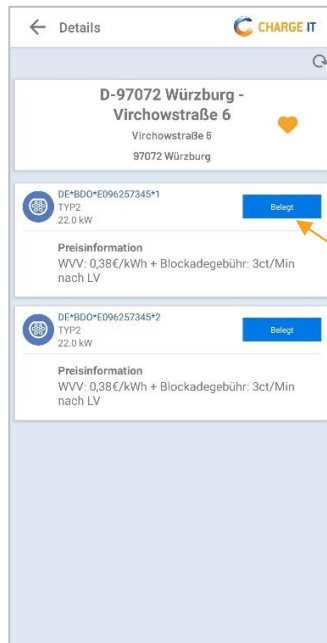 Details
CHARGE IT
D-97072 Würzburg -
Virchowstraße 6
Virchowstraße 6
97072 Würzburg
DE*BDO*E096257345*1
TYP2
22.0 kW
Belegt
Preisinformation
WVV: 0,38€/kWh + Blockadegebühr: 3ct/Min
nach LV
DE*BDO*E096257345*2
TYP2
22.0 kW
Belegt
Preisinformation
WVV: 0,38€/kWh + Blockadegebühr: 3ct/Min
nach LV